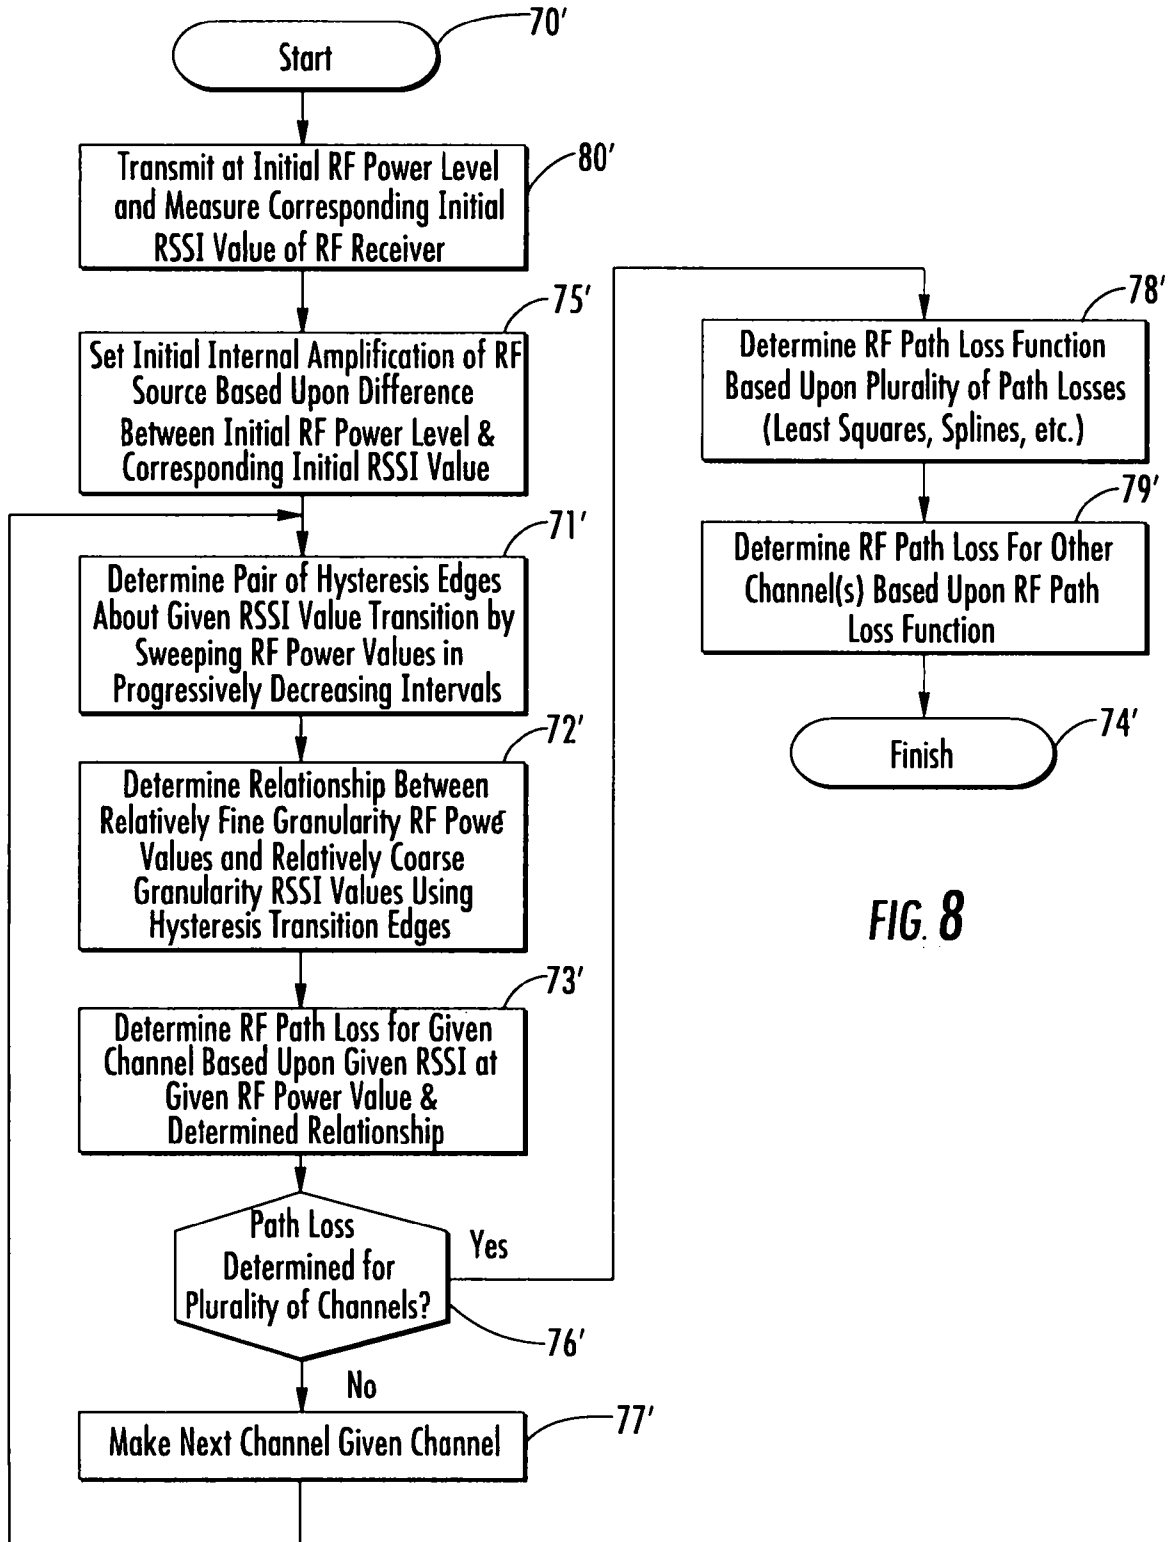 70'
Start
80'
Transmit at Initial RF Power Level
and Measure Corresponding Initial
RSSI Value of RF Receiver
75'
Set Initial Internal Amplification of RF
Source Based Upon Difference
Between Initial RF Power Level &
Corresponding Initial RSSI Value
71'
Determine Pair of Hysteresis Edges
About Given RSSI Value Transition by
Sweeping RF Power Values in
Progressively Decreasing Intervals
72'
Determine Relationship Between
Relatively Fine Granularity RF Power
Values and Relatively Coarse
Granularity RSSI Values Using
Hysteresis Transition Edges
73'
Determine RF Path Loss for Given
Channel Based Upon Given RSSI at
Given RF Power Value &
Determined Relationship
Path Loss
Determined for
Plurality of Channels?
Yes
76'
No
77'
Make Next Channel Given Channel
78'
Determine RF Path Loss Function
Based Upon Plurality of Path Losses
(Least Squares, Splines, etc.)
79'
Determine RF Path Loss For Other
Channel(s) Based Upon RF Path
Loss Function
74'
Finish
FIG. 8